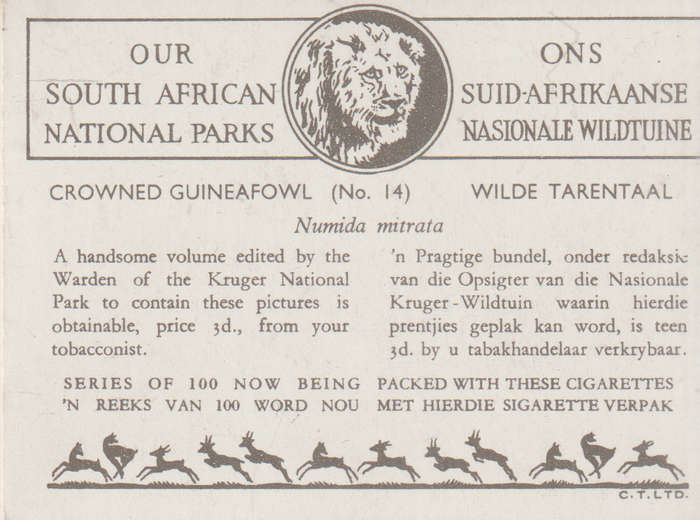 OUR
SOUTH AFRICAN
NATIONAL PARKS
ONS
SUID-AFRIKAANSE
NASIONALE WILDTUINE
CROWNED GUINEAFOWL (No. 14) WILDE TARENTAAL
Numida mitrata
A handsome volume edited by the
Warden of the Kruger National
Park to contain these pictures is
obtainable, price 3d., from your
tobacconist.
'n Pragtige bundel, onder redaksie
van die Opsigter van die Nasionale
Kruger-Wildtuin waarin hierdie
prentjies geplak kan word, is teen
3d. by u tabakhandelaar verkrybaar.
SERIES OF 100 NOW BEING PACKED WITH THESE CIGARETTES
'N REEKS VAN 100 WORD NOU MET HIERDIE SIGARETTE VERPAK
C.T. LTD.